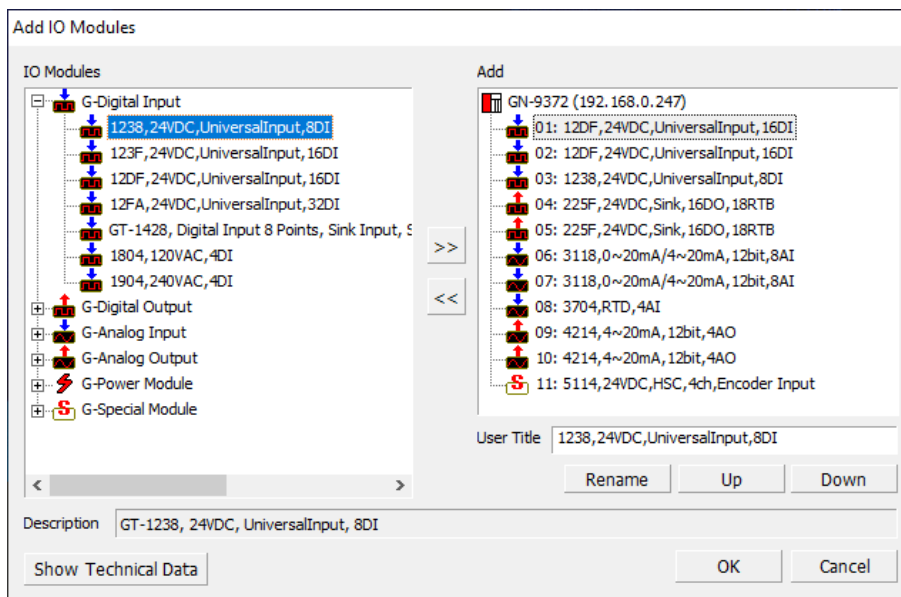 Add IO Modules
IO Modules
G-Digital Input
1238,24VDC,UniversalInput,8DI
123F,24VDC,UniversalInput,16DI
12DF,24VDC,UniversalInput,16DI
12FA,24VDC,UniversalInput,32DI
GT-1428, Digital Input 8 Points, Sink Input, S
1804,120VAC,4DI
1904,240VAC,4DI
G-Digital Output
G-Analog Input
G-Analog Output
G-Power Module
G-Special Module
>>
<<
Add
GN-9372 (192.168.0.247)
01: 12DF,24VDC,UniversalInput,16DI
02: 12DF,24VDC,UniversalInput,16DI
03: 1238,24VDC,UniversalInput,8DI
04: 225F,24VDC,Sink,16DO,18RTB
05: 225F,24VDC,Sink,16DO,18RTB
06: 3118,0~20mA/4~20mA,12bit,8AI
07: 3118,0~20mA/4~20mA,12bit,8AI
08: 3704,RTD,4AI
09: 4214,4~20mA,12bit,4AO
10: 4214,4~20mA,12bit,4AO
11: 5114,24VDC,HSC,4ch,Encoder Input
User Title 1238,24VDC,UniversalInput,8DI
Rename Up Down
Description GT-1238, 24VDC, UniversalInput, 8DI
Show Technical Data OK Cancel